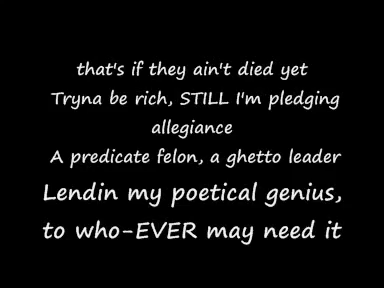 that's if they ain't died yet
Tryna be rich, STILL I'm pledging
allegiance
A predicate felon, a ghetto leader
Lendin my poetical genius,
to who-EVER may need it